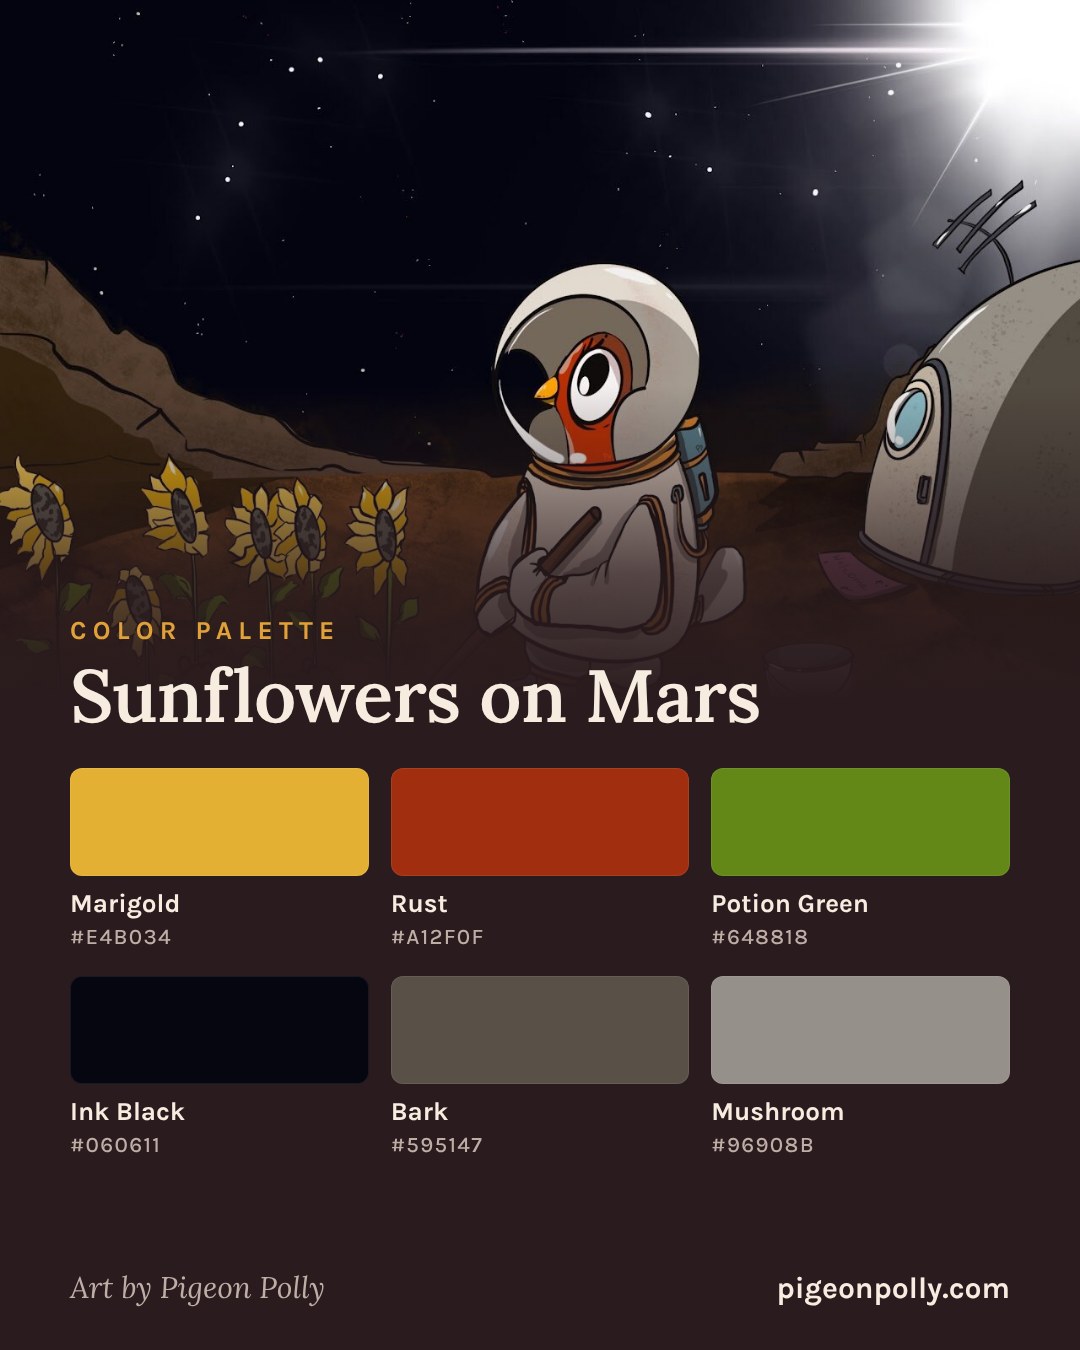 COLOR PALETTE
Sunflowers on Mars
Marigold
#E4B034
Rust
#A12F0F
Potion Green
#648818
Ink Black
#060611
Bark
#595147
Mushroom
#96908B
Art by Pigeon Polly
pigeonpolly.com